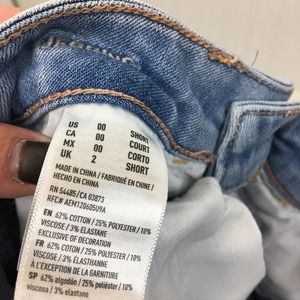 US 00 SHORT
CA 00 COURT
MX 00 CORTO
UK 2 SHORT
MADE IN CHINA / FABRIQUÉ EN CHINE /
HECHO EN CHINA
RN 54485/CA 03873
RFC# AEM120605U9A
EN 62% COTTON / 25% POLYESTER / 10%
VISCOSE / 3% ELASTANE
EXCLUSIVE OF DECORATION
FR 62% COTON / 25% POLYESTER / 10%
VISCOSE / 3% ÉLASTHANNE
À L'EXCEPTION DE LA GARNITURE
SP 62% algodón / 25% poliéster / 10%
viscosa / 3% elastano